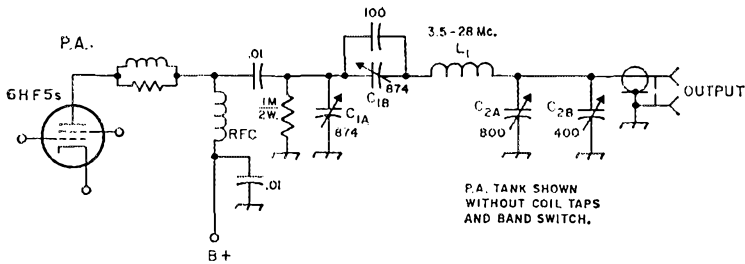 100
P.A.
3.5-28 Mc.
L1
.01
6HF5s
874
C1B
OUTPUT
1M
2W.
C1A
874
C2A
800
C2B
400
RFC
.01
P.A. TANK SHOWN
WITHOUT COIL TAPS
AND BAND SWITCH.
B+